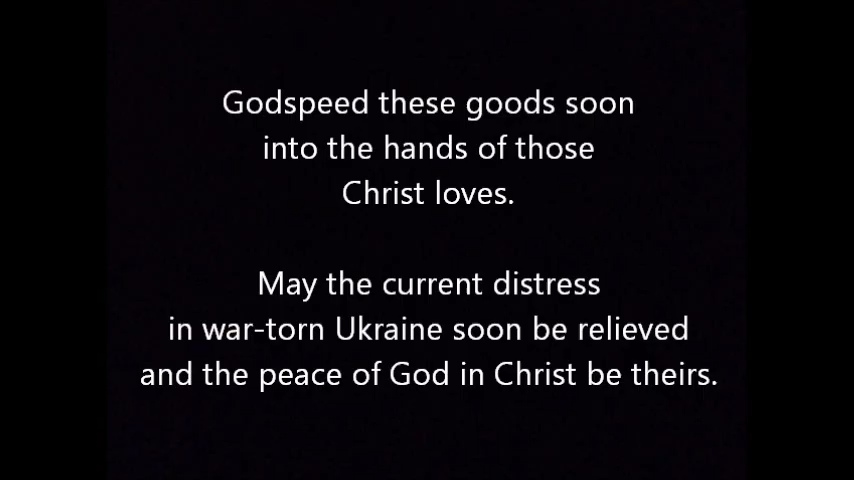 Godspeed these goods soon
into the hands of those
Christ loves.
May the current distress
in war-torn Ukraine soon be relieved
and the peace of God in Christ be theirs.